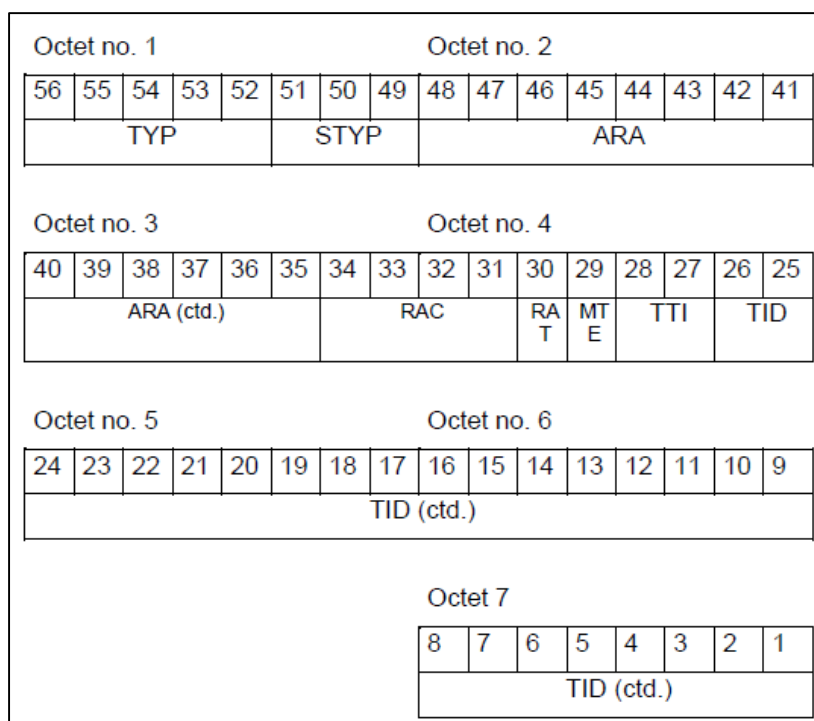 Octet no. 1 Octet no. 2
56 55 54 53 52 51 50 49 48 47 46 45 44 43 42 41
TYP STYP ARA
Octet no. 3 Octet no. 4
40 39 38 37 36 35 34 33 32 31 30 29 28 27 26 25
ARA (ctd.) RAC RA MT TTI TID
T E
Octet no. 5 Octet no. 6
24 23 22 21 20 19 18 17 16 15 14 13 12 11 10 9
TID (ctd.)
Octet 7
8 7 6 5 4 3 2 1
TID (ctd.)